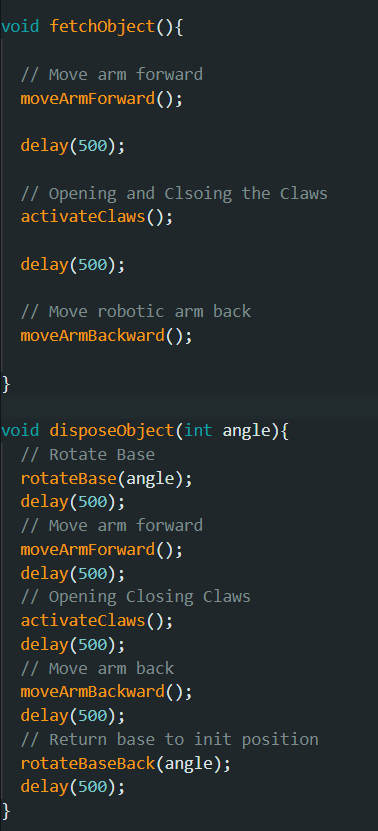 void fetchObject(){
// Move arm forward
moveArmForward();
delay(500);
// Opening and Clsoing the Claws
activateClaws();
delay(500);
// Move robotic arm back
moveArmBackward();
}
void disposeObject(int angle){
// Rotate Base
rotateBase(angle);
delay(500);
// Move arm forward
moveArmForward();
delay(500);
// Opening Closing Claws
activateClaws();
delay(500);
// Move arm back
moveArmBackward();
delay(500);
// Return base to init position
rotateBaseBack(angle);
delay(500);
}